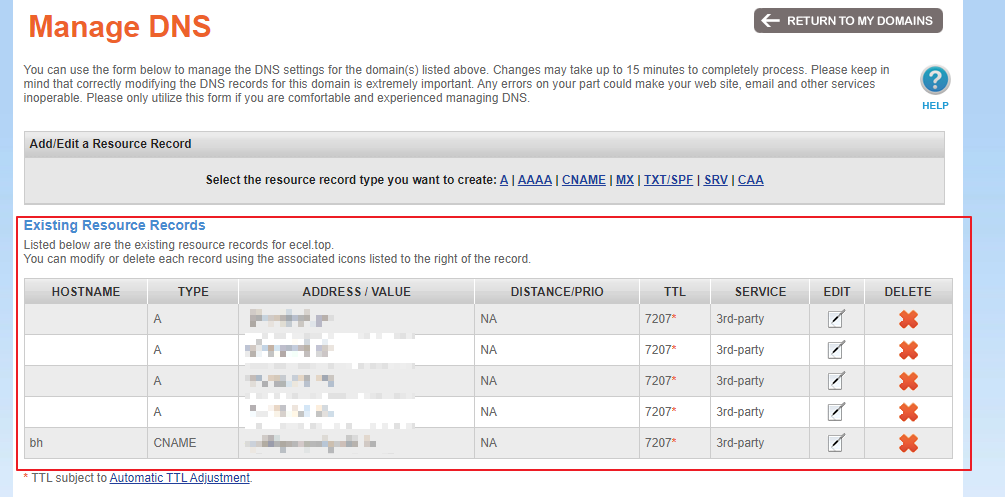 Manage DNS
RETURN TO MY DOMAINS
You can use the form below to manage the DNS settings for the domain(s) listed above. Changes may take up to 15 minutes to completely process. Please keep in
mind that correctly modifying the DNS records for this domain is extremely important. Any errors on your part could make your web site, email and other services
inoperable. Please only utilize this form if you are comfortable and experienced managing DNS.
?
HELP
Add/Edit a Resource Record
Select the resource record type you want to create: A | AAAA | CNAME | MX | TXT/SPF | SRV | CAA
Existing Resource Records
Listed below are the existing resource records for ecel.top.
You can modify or delete each record using the associated icons listed to the right of the record.
HOSTNAME TYPE ADDRESS / VALUE DISTANCE/PRIO TTL SERVICE EDIT DELETE
A NA 7207* 3rd-party
A NA 7207* 3rd-party
A NA 7207* 3rd-party
A NA 7207* 3rd-party
bh CNAME NA 7207* 3rd-party
* TTL subject to Automatic TTL Adjustment.